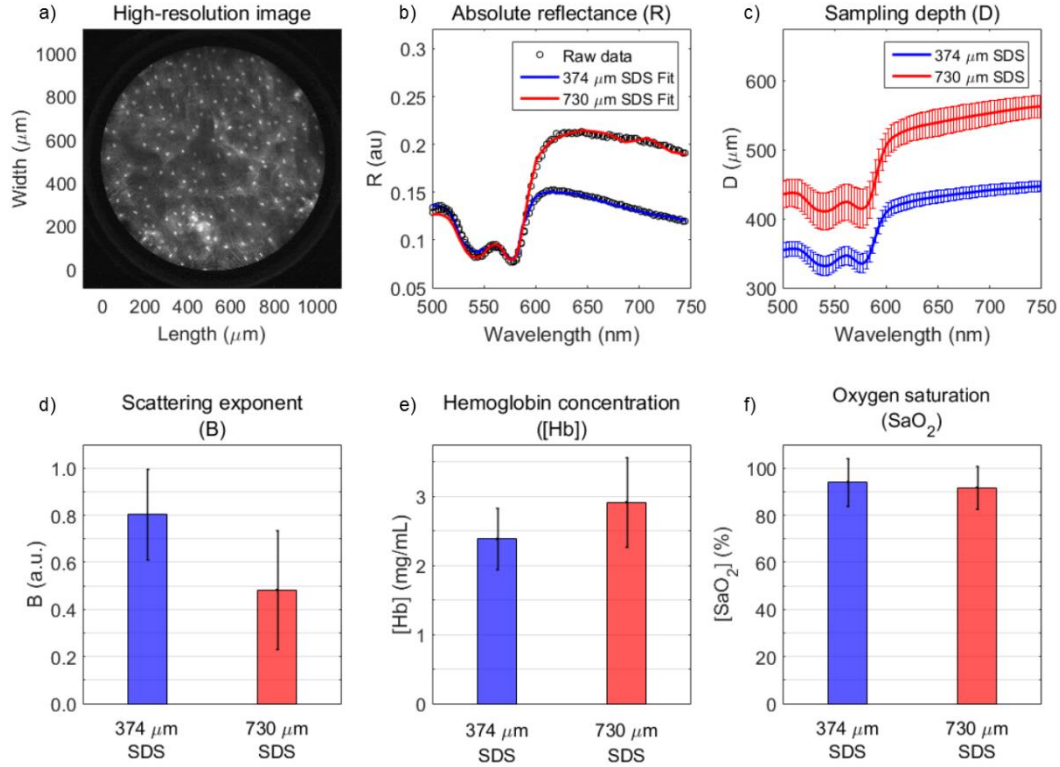 a)
High-resolution image
1000
800
600
400
200
0
Width (μm)
0 200 400 600 800 1000
Length (μm)
b)
Absolute reflectance (R)
0.3
0.25
0.2
0.15
0.1
0.05
R (au)
Raw data
374 μm SDS Fit
730 μm SDS Fit
500 550 600 650 700 750
Wavelength (nm)
c)
Sampling depth (D)
600
500
400
300
D (μm)
374 μm SDS
730 μm SDS
500 550 600 650 700 750
Wavelength (nm)
d)
Scattering exponent
(B)
1.0
0.8
0.6
0.4
0.2
0.0
B (a.u.)
374 μm
SDS
730 μm
SDS
e)
Hemoglobin concentration
([Hb])
3
2
1
0
[Hb] (mg/mL)
374 μm
SDS
730 μm
SDS
f)
Oxygen saturation
(SaO₂)
100
80
60
40
20
0
[SaO₂] (%)
374 μm
SDS
730 μm
SDS